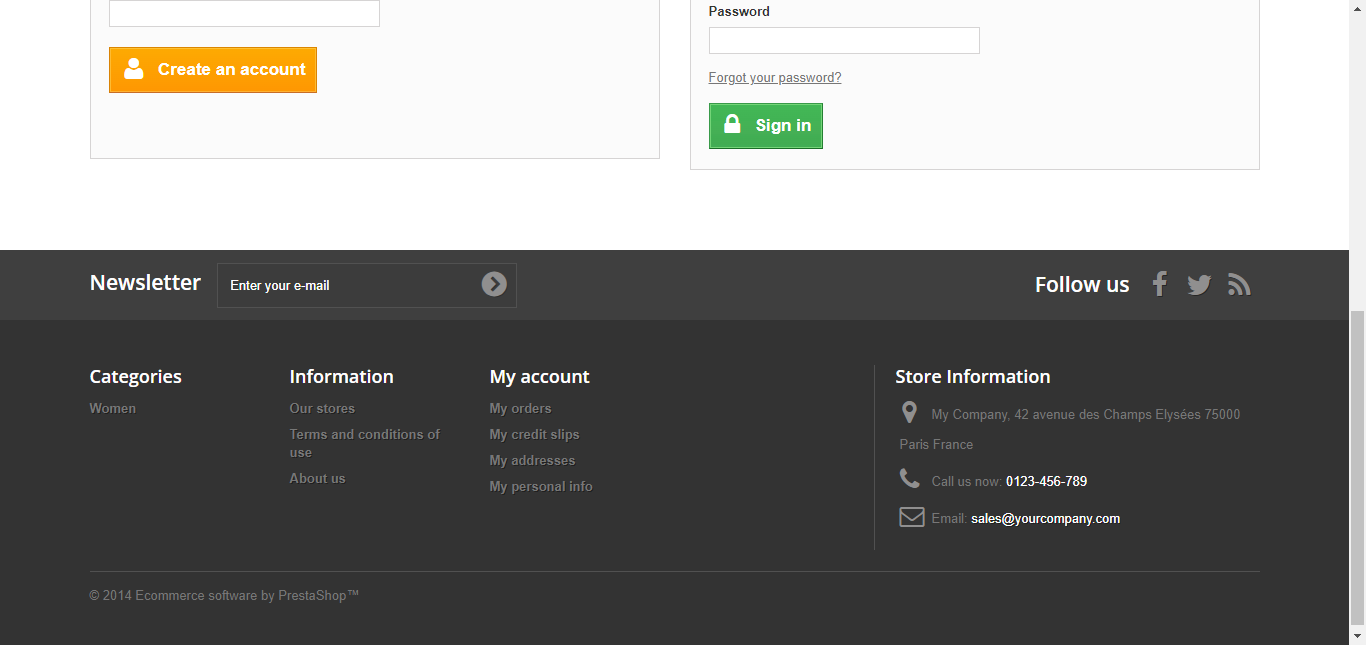 Password
Forgot your password?
Create an account
Sign in
Newsletter
Enter your e-mail
Follow us
Categories
Women
Information
Our stores
Terms and conditions of
use
About us
My account
My orders
My credit slips
My addresses
My personal info
Store Information
My Company, 42 avenue des Champs Elysées 75000
Paris France
Call us now: 0123-456-789
Email: sales@yourcompany.com
© 2014 Ecommerce software by PrestaShop™